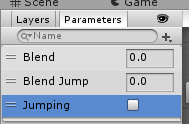 Scene Game
Layers Parameters
Name
Blend 0.0
Blend Jump 0.0
Jumping